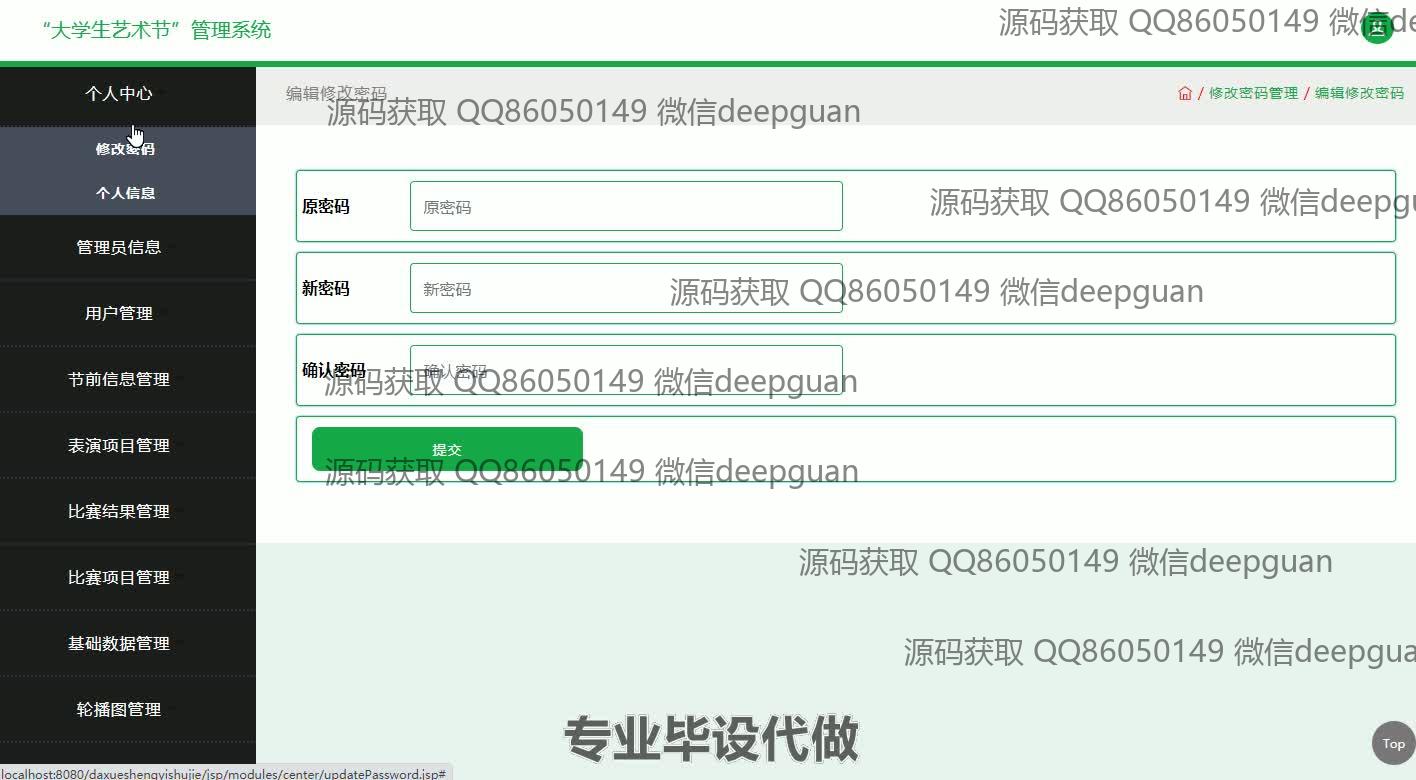 “大学生艺术节”管理系统
源码获取 QQ86050149 微信de
个人中心
编辑修改密码
/ 修改密码管理 / 编辑修改密码
源码获取 QQ86050149 微信deepguan
修改密码
个人信息
原密码
原密码
源码获取 QQ86050149 微信deepgu
管理员信息
新密码
新密码
源码获取 QQ86050149 微信deepguan
用户管理
确认密码
确认密码
源码获取 QQ86050149 微信deepguan
节前信息管理
表演项目管理
提交
源码获取 QQ86050149 微信deepguan
比赛结果管理
源码获取 QQ86050149 微信deepguan
比赛项目管理
基础数据管理
源码获取 QQ86050149 微信deepgua
轮播图管理
专业毕设代做
Top
localhost:8080/daxueshengyishujie/jsp/modules/center/updatePassword.jsp#